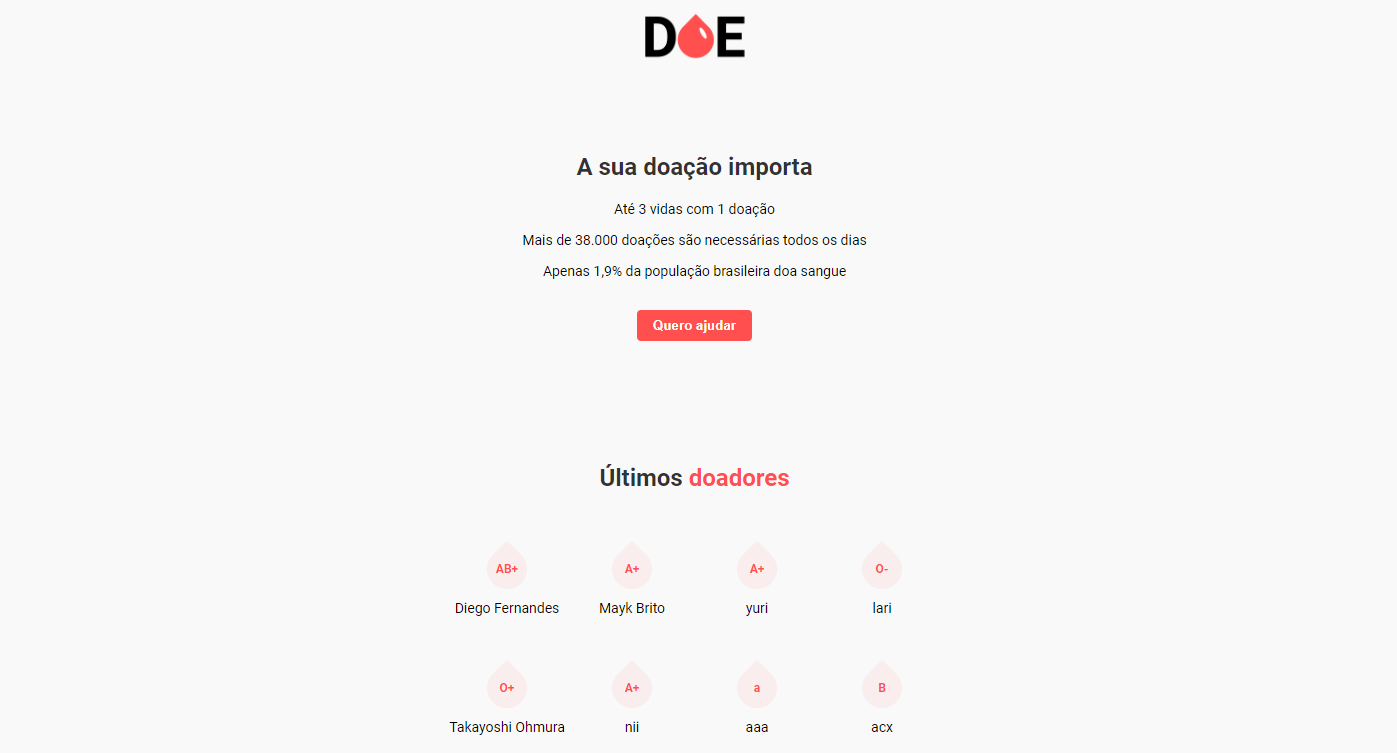 DOE
A sua doação importa
Até 3 vidas com 1 doação
Mais de 38.000 doações são necessárias todos os dias
Apenas 1,9% da população brasileira doa sangue
Quero ajudar
Últimos doadores
AB+ A+ A+ O-
Diego Fernandes Mayk Brito yuri lari
O+ A+ a B
Takayoshi Ohmura nii aaa acx